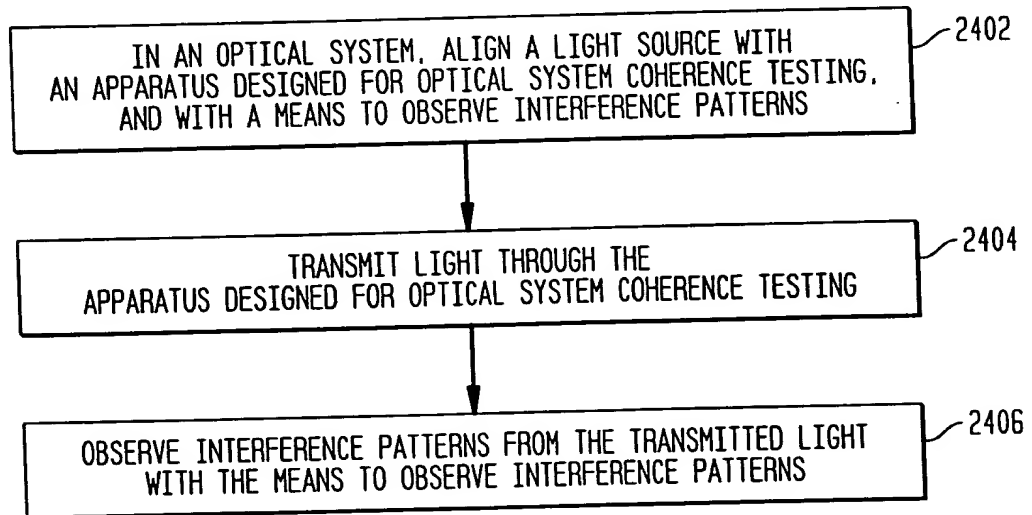 IN AN OPTICAL SYSTEM, ALIGN A LIGHT SOURCE WITH
AN APPARATUS DESIGNED FOR OPTICAL SYSTEM COHERENCE TESTING,
AND WITH A MEANS TO OBSERVE INTERFERENCE PATTERNS
2402
TRANSMIT LIGHT THROUGH THE
APPARATUS DESIGNED FOR OPTICAL SYSTEM COHERENCE TESTING
2404
OBSERVE INTERFERENCE PATTERNS FROM THE TRANSMITTED LIGHT
WITH THE MEANS TO OBSERVE INTERFERENCE PATTERNS
2406